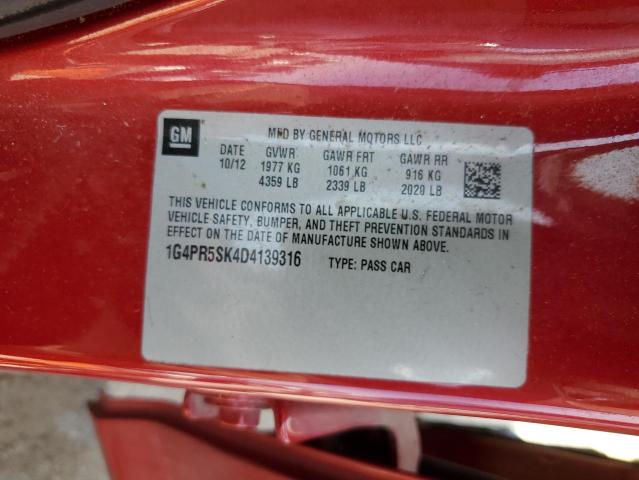 GM
MFD BY GENERAL MOTORS LLC
DATE GVWR GAWR FRT GAWR RR
10/12 1977 KG 1061 KG 916 KG
4359 LB 2339 LB 2020 LB
THIS VEHICLE CONFORMS TO ALL APPLICABLE U.S. FEDERAL MOTOR
VEHICLE SAFETY, BUMPER, AND THEFT PREVENTION STANDARDS IN
EFFECT ON THE DATE OF MANUFACTURE SHOWN ABOVE.
1G4PR5SK4D4139316 TYPE: PASS CAR